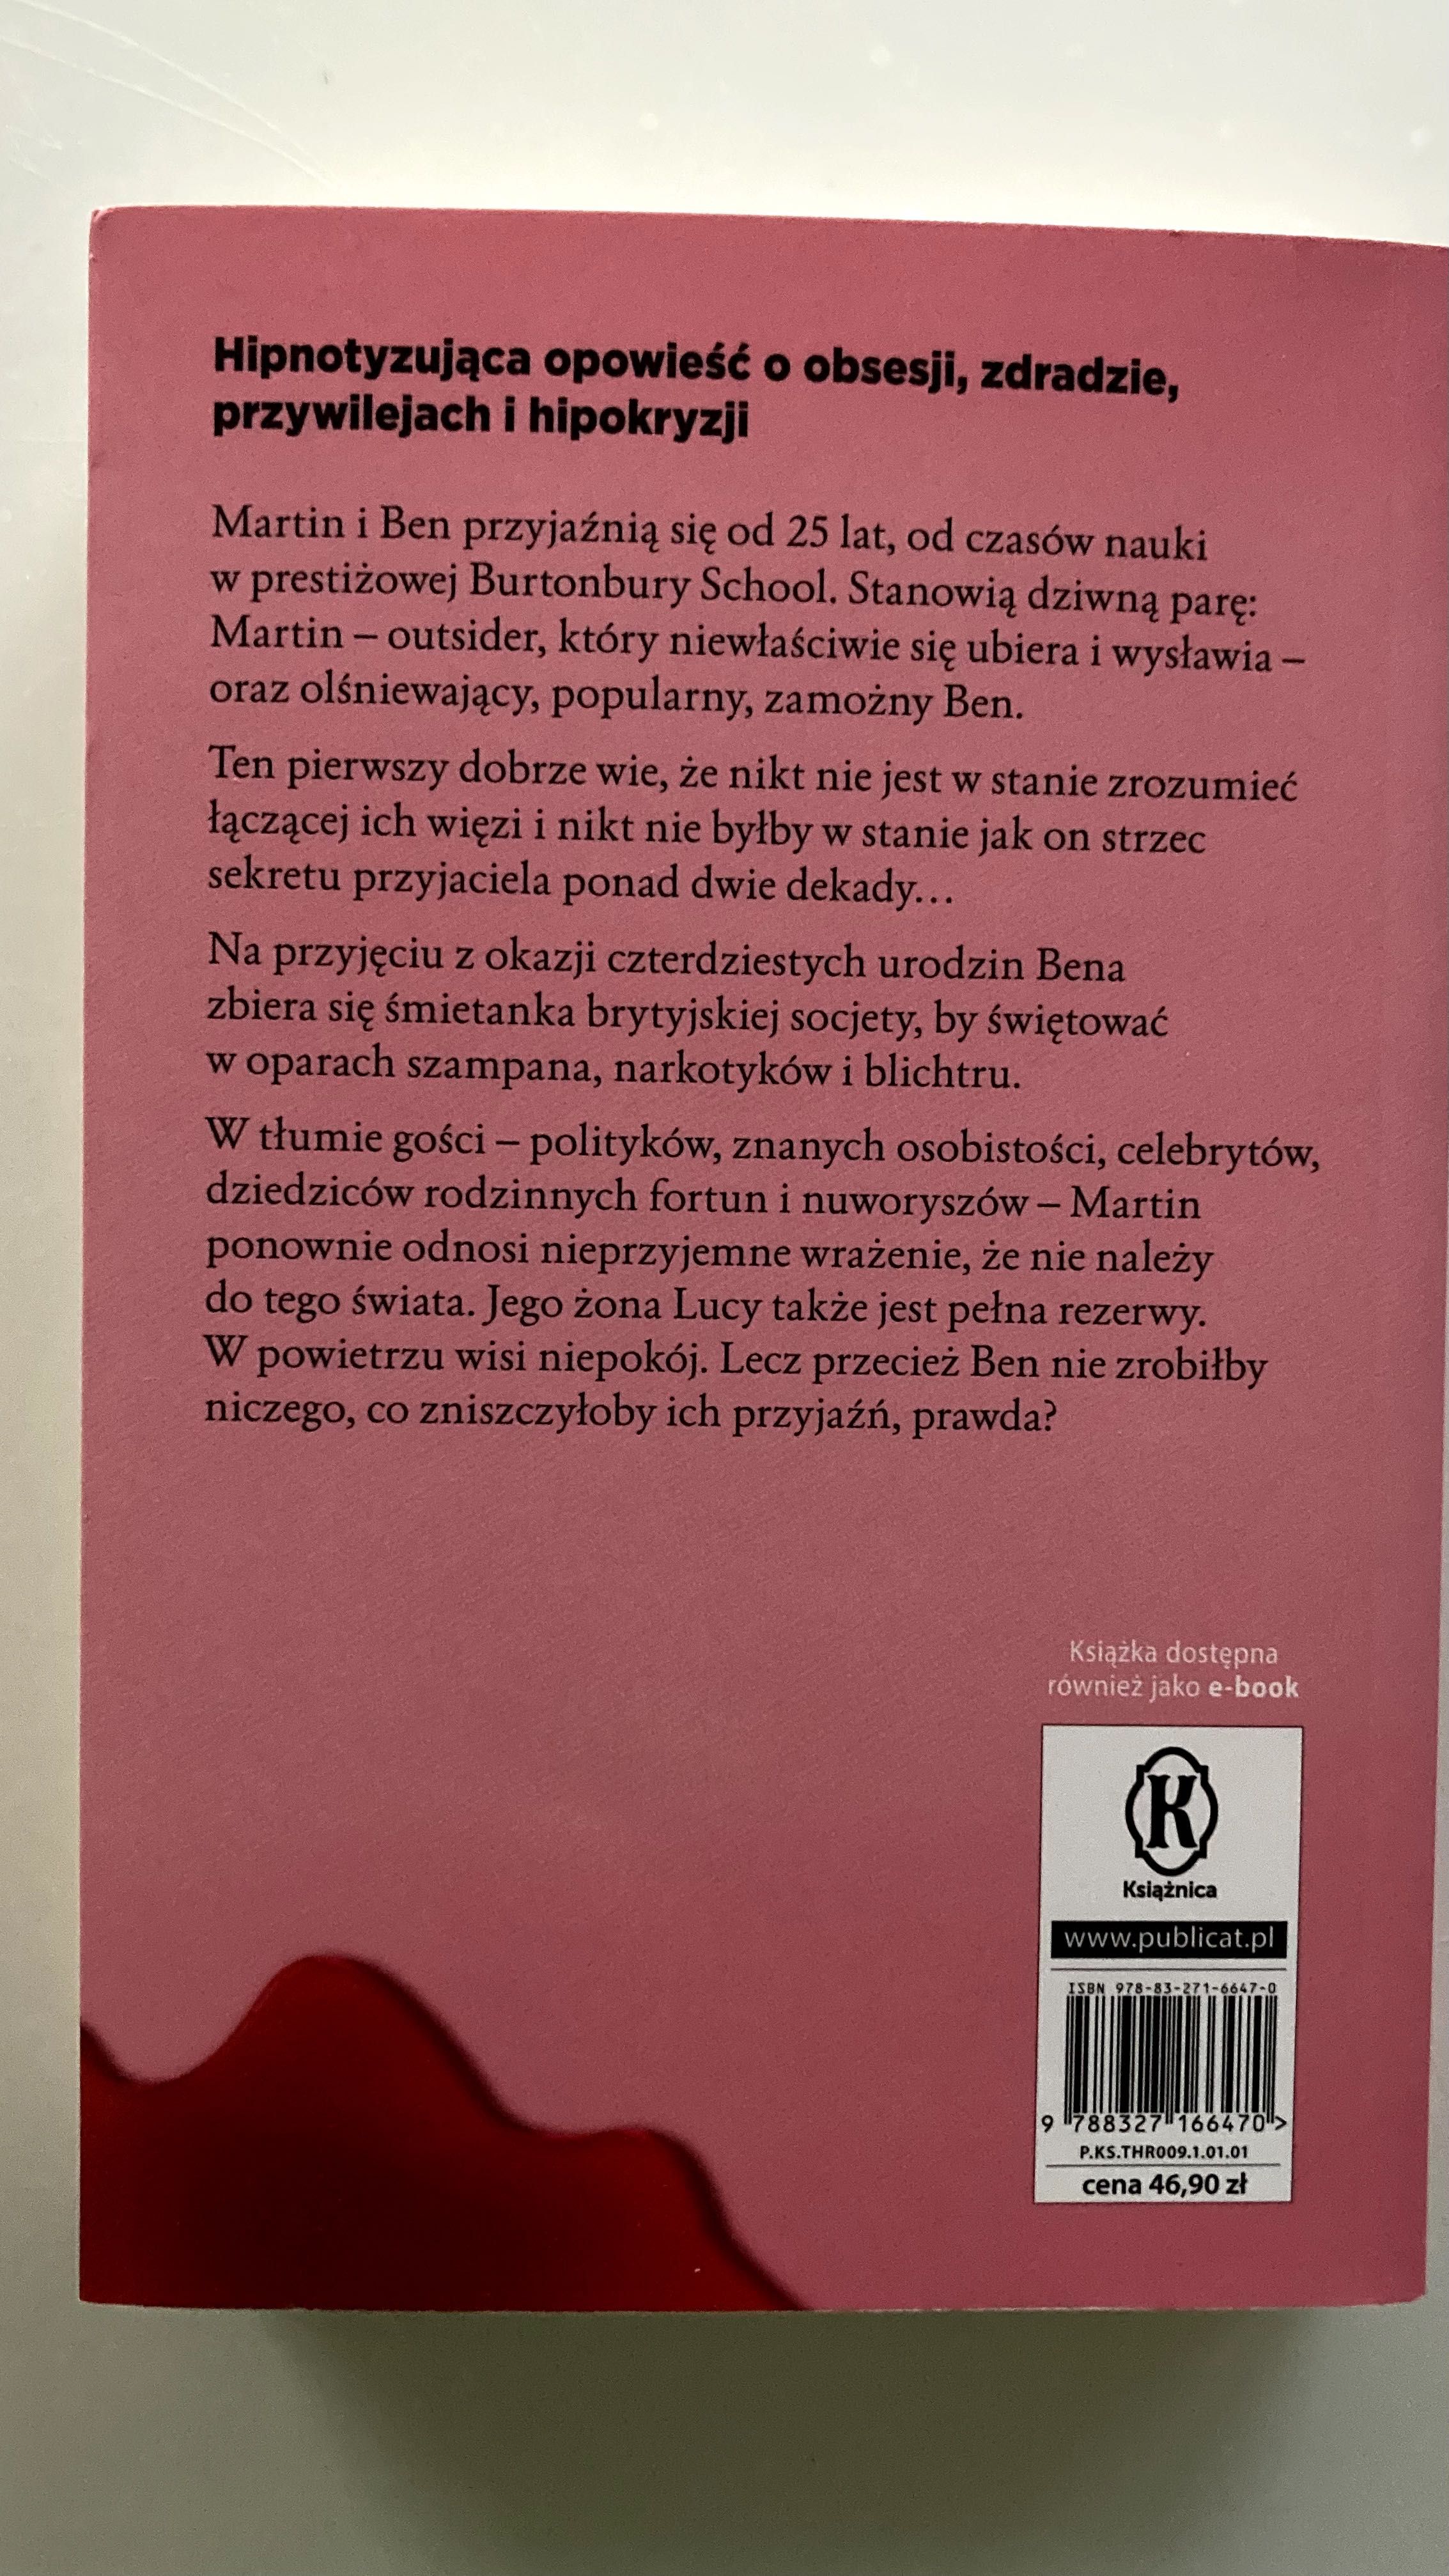 Hipnotyzująca opowieść o obsesji, zdradzie,
przywilejach i hipokryzji
Martin i Ben przyjaźnią się od 25 lat, od czasów nauki
w prestiżowej Burtonbury School. Stanowią dziwną parę:
Martin – outsider, który niewłaściwie się ubiera i wysławia –
oraz olśniewający, popularny, zamożny Ben.
Ten pierwszy dobrze wie, że nikt nie jest w stanie zrozumieć
łączącej ich więzi i nikt nie byłby w stanie jak on strzec
sekretu przyjaciela ponad dwie dekady...
Na przyjęciu z okazji czterdziestych urodzin Bena
zbiera się śmietanka brytyjskiej socjety, by świętować
w oparach szampana, narkotyków i blichtru.
W tłumie gości – polityków, znanych osobistości, celebrytów,
dziedziców rodzinnych fortun i nuworyszów – Martin
ponownie odnosi nieprzyjemne wrażenie, że nie należy
do tego świata. Jego żona Lucy także jest pełna rezerwy.
W powietrzu wisi niepokój. Lecz przecież Ben nie zrobiłby
niczego, co zniszczyłoby ich przyjaźń, prawda?
Książka dostępna
również jako e-book
K
Książnica
www.publicat.pl
ISBN 978-83-271-6647-0
9 788327 166470 >
P.KS.THR009.1.01.01
cena 46,90 zł